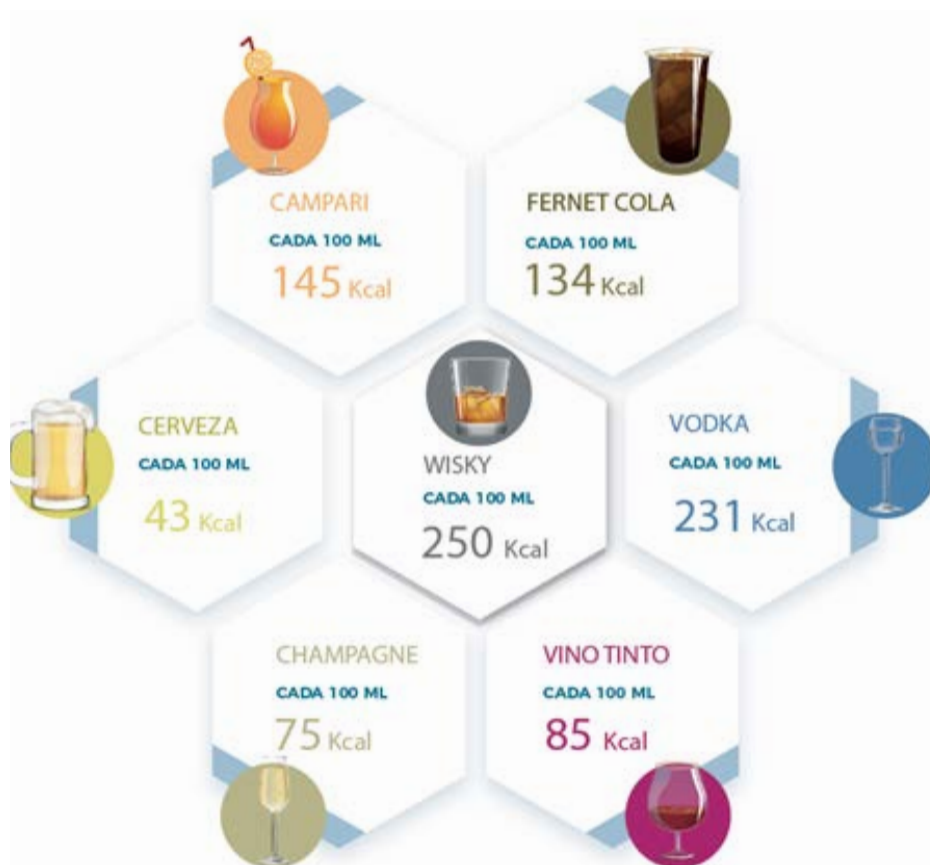 CAMPARI
CADA 100 ML
145 Kcal
FERNET COLA
CADA 100 ML
134 Kcal
CERVEZA
CADA 100 ML
43 Kcal
WISKY
CADA 100 ML
250 Kcal
VODKA
CADA 100 ML
231 Kcal
CHAMPAGNE
CADA 100 ML
75 Kcal
VINO TINTO
CADA 100 ML
85 Kcal